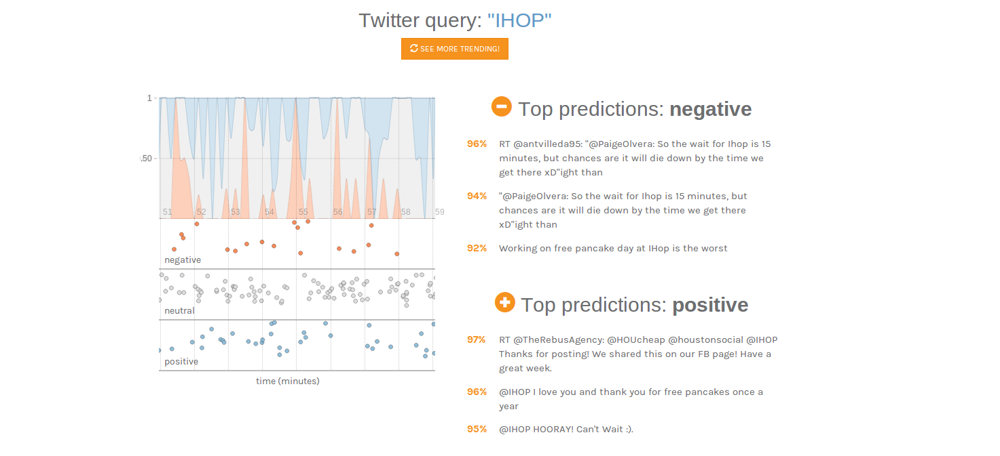 Twitter query: "IHOP"
SEE MORE TRENDING!
1
.50
51 52 53 54 55 56 57 58 59
negative
neutral
positive
time (minutes)
Top predictions: negative
96% RT @antvilleda95: "@PaigeOlvera: So the wait for Ihop is 15
minutes, but chances are it will die down by the time we
get there xD"ight than
94% "@PaigeOlvera: So the wait for Ihop is 15 minutes, but
chances are it will die down by the time we get there
xD"ight than
92% Working on free pancake day at IHop is the worst
Top predictions: positive
97% RT @TheRebusAgency: @HOUcheap @houstonsocial @IHOP
Thanks for posting! We shared this on our FB page! Have a
great week.
96% @IHOP I love you and thank you for free pancakes once a
year
95% @IHOP HOORAY! Can't Wait :).